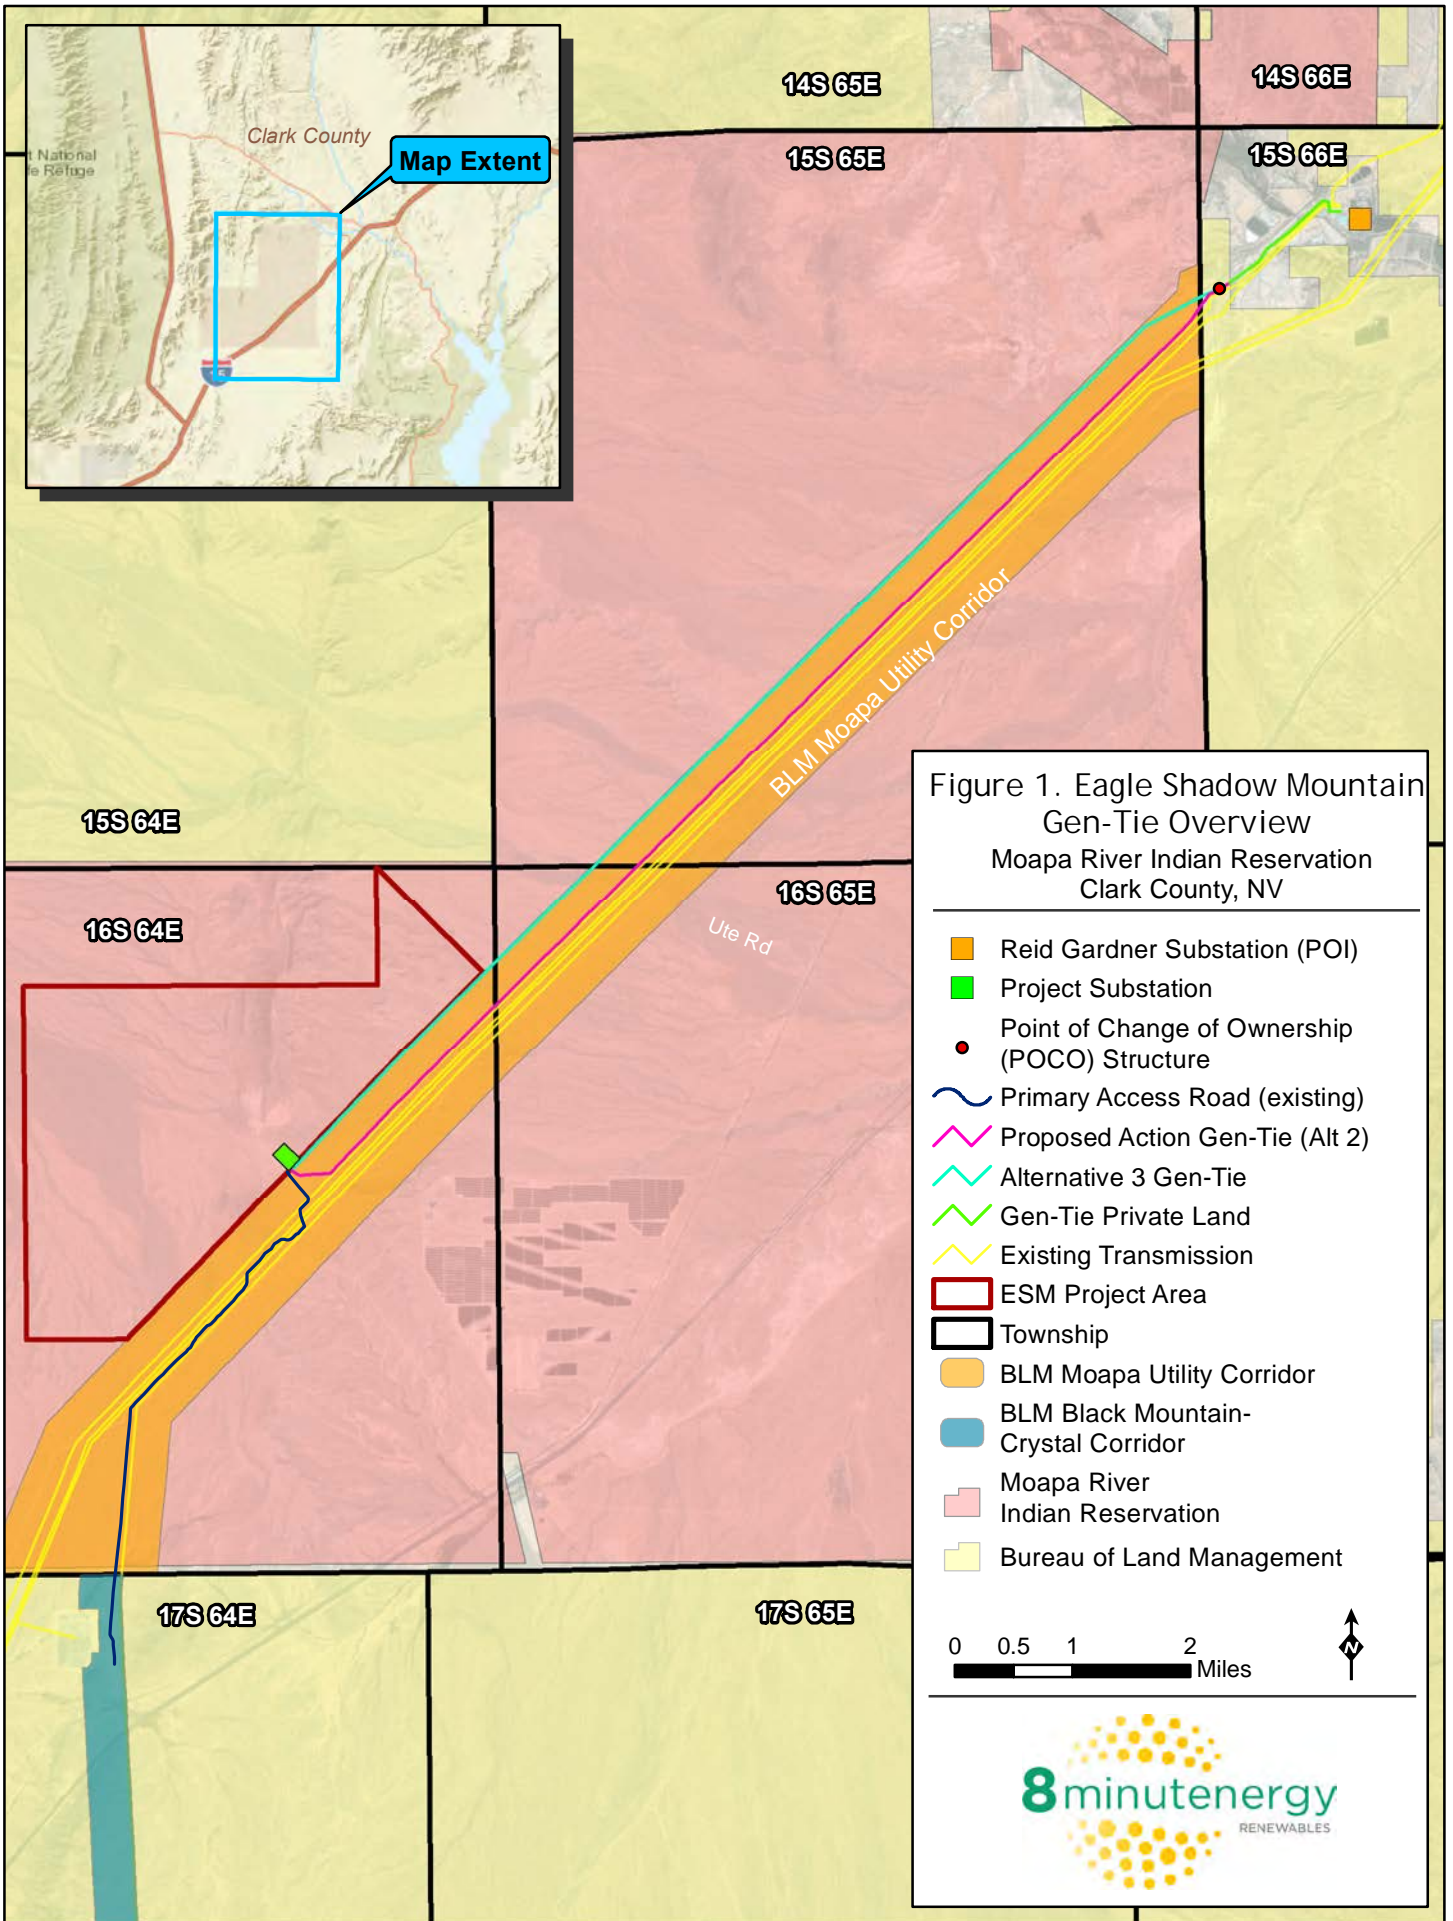 14S 65E
14S 66E
Clark County
Map Extent
t National
e Refuge
15S 65E
15S 66E
BLM Moapa Utility Corridor
15S 64E
16S 65E
16S 64E
Ute Rd
17S 64E
17S 65E
Figure 1. Eagle Shadow Mountain
Gen-Tie Overview
Moapa River Indian Reservation
Clark County, NV
Reid Gardner Substation (POI)
Project Substation
Point of Change of Ownership
(POCO) Structure
Primary Access Road (existing)
Proposed Action Gen-Tie (Alt 2)
Alternative 3 Gen-Tie
Gen-Tie Private Land
Existing Transmission
ESM Project Area
Township
BLM Moapa Utility Corridor
BLM Black Mountain-
Crystal Corridor
Moapa River
Indian Reservation
Bureau of Land Management
0 0.5 1 2
Miles
N
8minutenergy
RENEWABLES